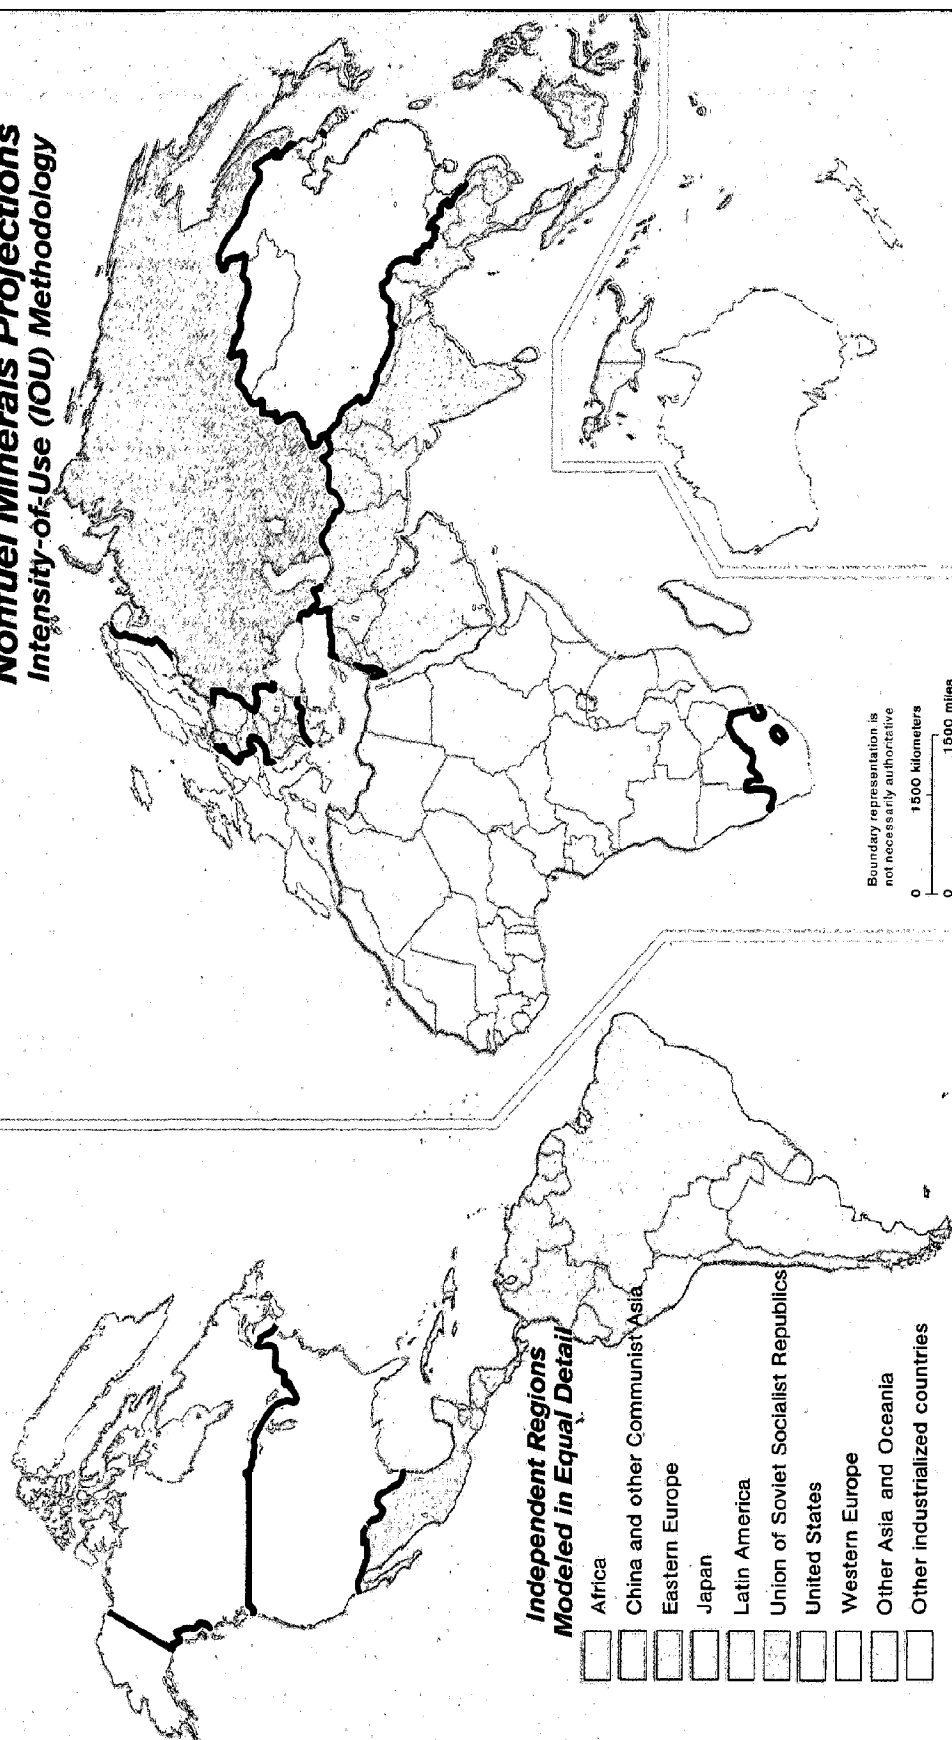 Nonfuel Minerals Projections
Intensity-of-Use (IOU) Methodology
Independent Regions
Modeled in Equal Detail
Africa
China and other Communist Asia
Eastern Europe
Japan
Latin America
Union of Soviet Socialist Republics
United States
Western Europe
Other Asia and Oceania
Other industrialized countries
Boundary representation is
not necessarily authoritative
0 1500 kilometers
0 1500 miles